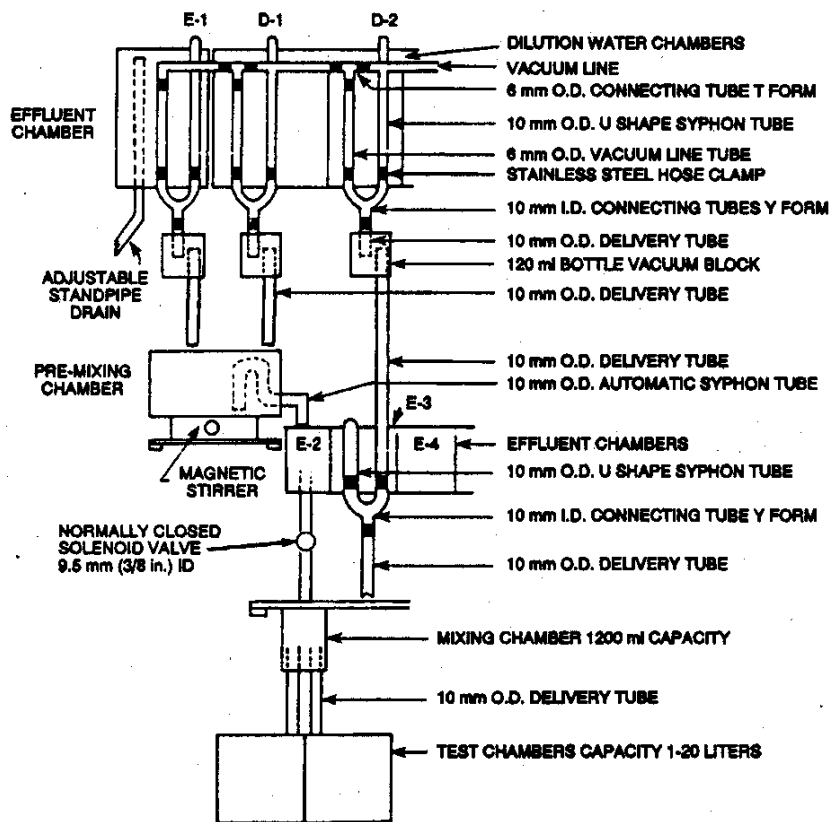 E-1
D-1
D-2
DILUTION WATER CHAMBERS
VACUUM LINE
6 mm O.D. CONNECTING TUBE T FORM
EFFLUENT
CHAMBER
10 mm O.D. U SHAPE SYPHON TUBE
6 mm O.D. VACUUM LINE TUBE
STAINLESS STEEL HOSE CLAMP
10 mm I.D. CONNECTING TUBES Y FORM
10 mm O.D. DELIVERY TUBE
120 ml BOTTLE VACUUM BLOCK
ADJUSTABLE
STANDPIPE
DRAIN
10 mm O.D. DELIVERY TUBE
PRE-MIXING
CHAMBER
10 mm O.D. DELIVERY TUBE
10 mm O.D. AUTOMATIC SYPHON TUBE
E-3
E-2
E-4
EFFLUENT CHAMBERS
MAGNETIC
STIRRER
10 mm O.D. U SHAPE SYPHON TUBE
10 mm I.D. CONNECTING TUBE Y FORM
NORMALLY CLOSED
SOLENOID VALVE
9.5 mm (3/8 in.) ID
10 mm O.D. DELIVERY TUBE
MIXING CHAMBER 1200 ml CAPACITY
10 mm O.D. DELIVERY TUBE
TEST CHAMBERS CAPACITY 1-20 LITERS